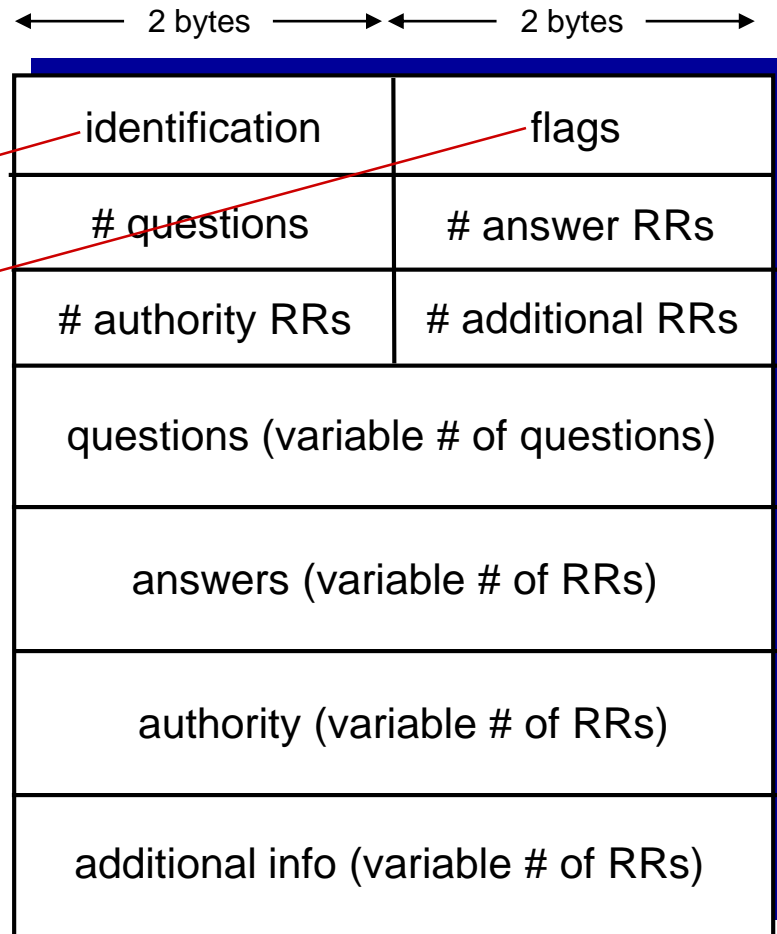 2 bytes 2 bytes
identification flags
# questions # answer RRs
# authority RRs # additional RRs
questions (variable # of questions)
answers (variable # of RRs)
authority (variable # of RRs)
additional info (variable # of RRs)